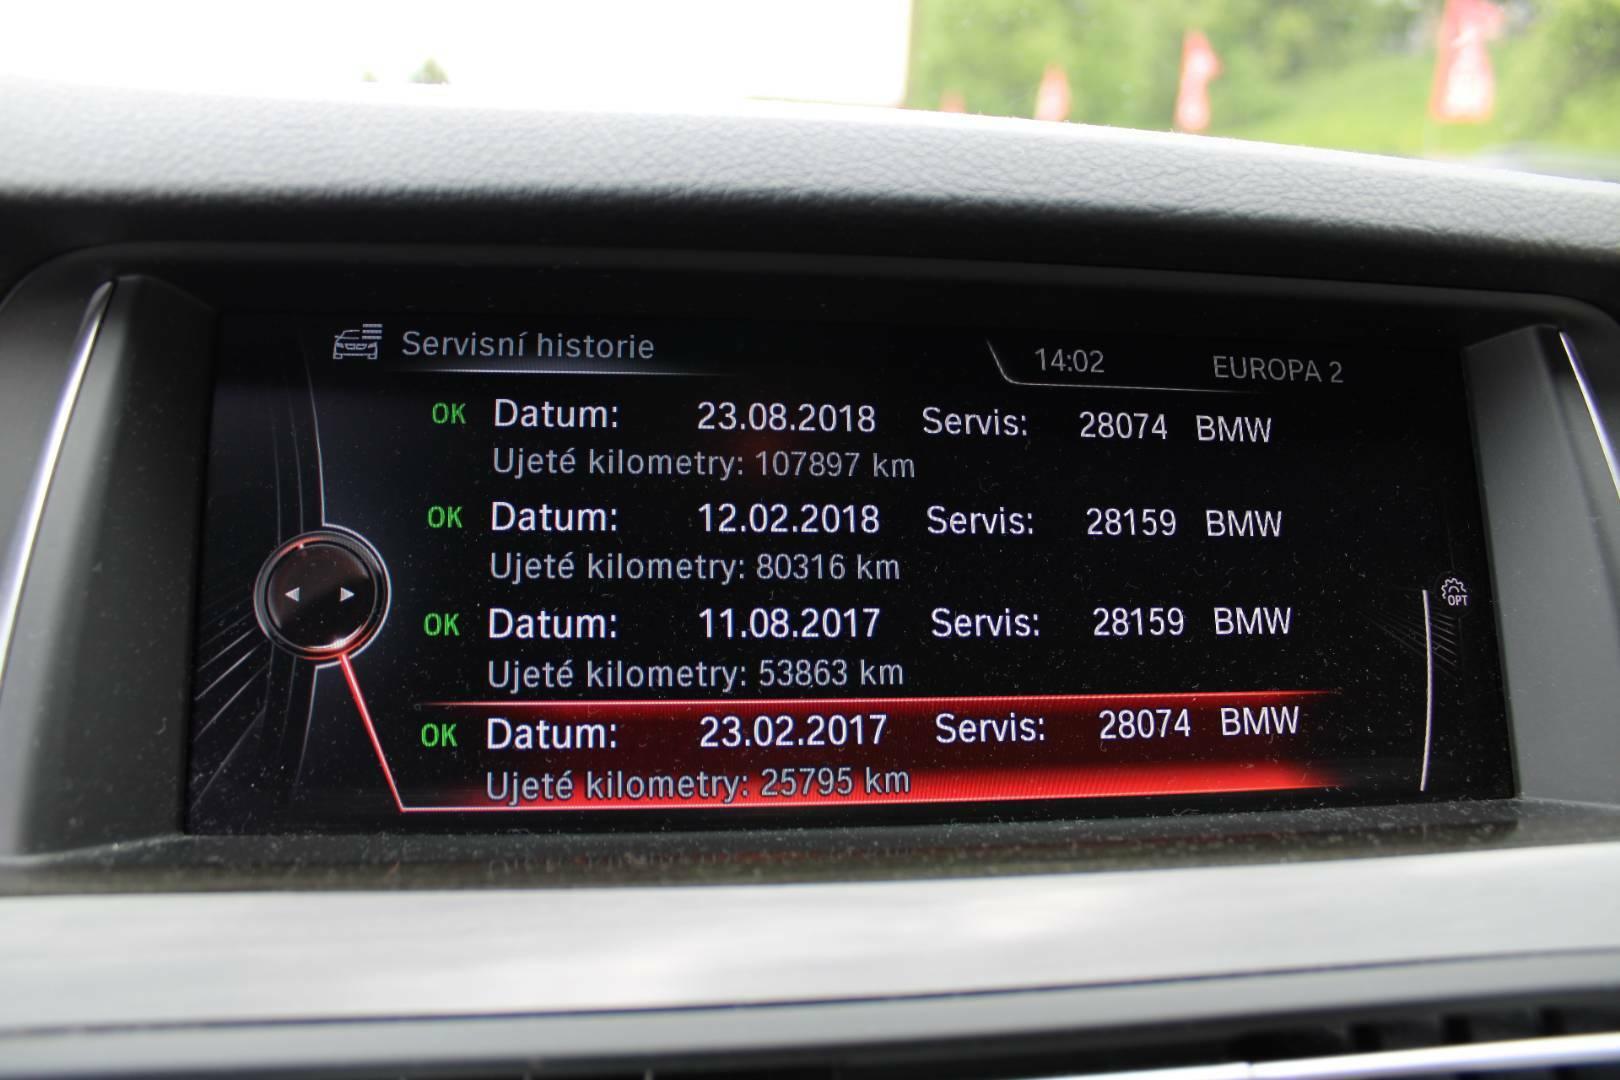 Servisní historie 14:02 EUROPA 2
OK Datum: 23.08.2018 Servis: 28074 BMW
Ujeté kilometry: 107897 km
OK Datum: 12.02.2018 Servis: 28159 BMW
Ujeté kilometry: 80316 km
OK Datum: 11.08.2017 Servis: 28159 BMW
OPT
Ujeté kilometry: 53863 km
OK Datum: 23.02.2017 Servis: 28074 BMW
Ujeté kilometry: 25795 km